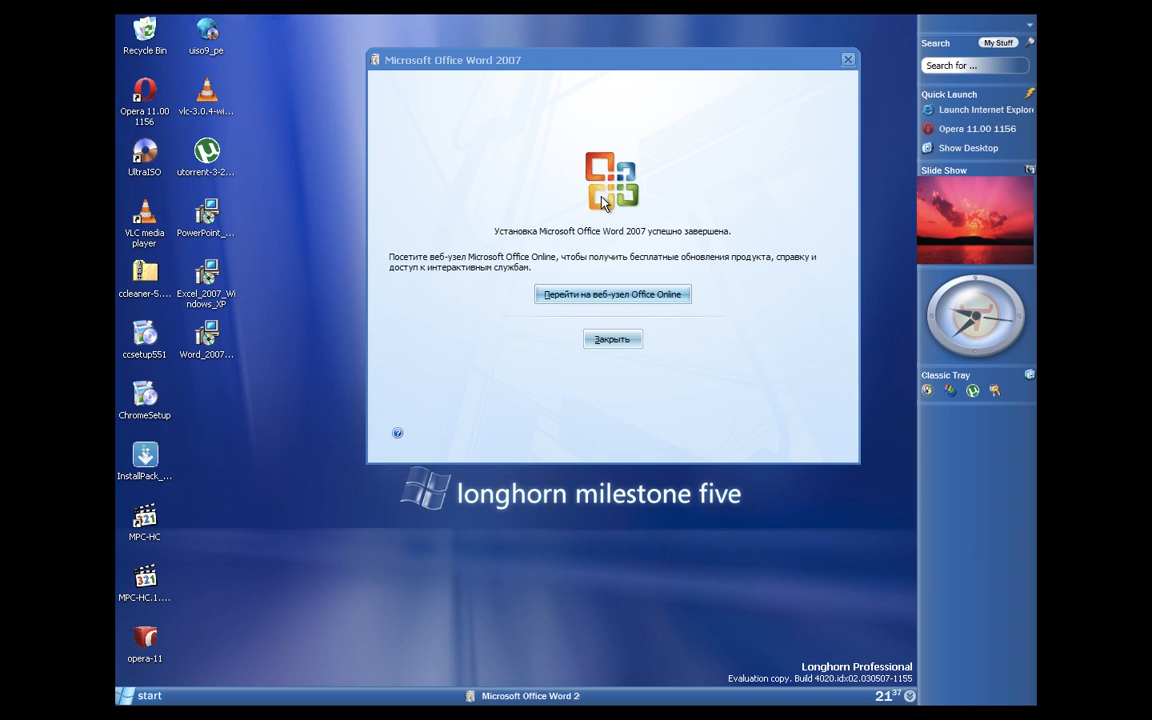 Recycle Bin
uiso9_pe
Opera 11.00
1156
vlc-3.0.4-wi...
UltraISO
utorrent-3-2...
VLC media
player
PowerPoint_...
ccleaner-5....
Excel_2007_Wi
ndows_XP
ccsetup551
Word_2007...
ChromeSetup
InstallPack_...
MPC-HC
MPC-HC.1....
opera-11
Microsoft Office Word 2007
Установка Microsoft Office Word 2007 успешно завершена.
Посетите веб-узел Microsoft Office Online, чтобы получить бесплатные обновления продукта, справку и
доступ к интерактивным службам.
Перейти на веб-узел Office Online
Закрыть
longhorn milestone five
Search
My Stuff
Search for ...
Quick Launch
Launch Internet Explore
Opera 11.00 1156
Show Desktop
Slide Show
Classic Tray
Longhorn Professional
Evaluation copy. Build 4020.idx02.030507-1155
start
Microsoft Office Word 2
21 37